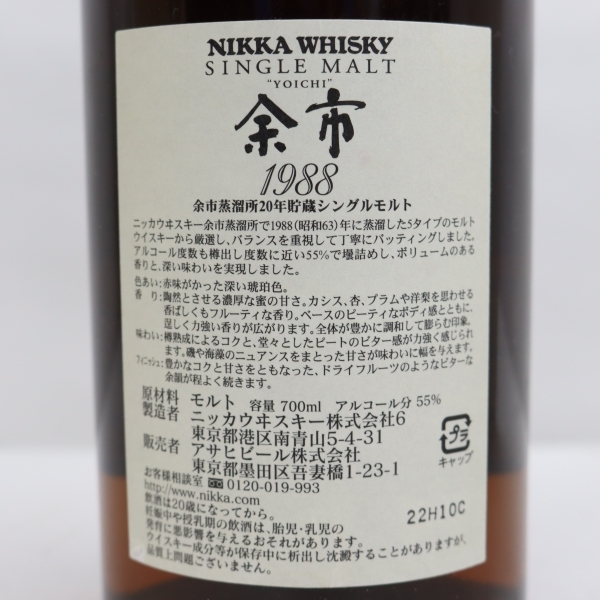 NIKKA WHISKY
SINGLE MALT
"YOICHI"
余市
1988
余市蒸溜所20年貯蔵シングルモルト
ニッカウヰスキー余市蒸溜所で1988(昭和63)年に蒸溜した5タイプのモルト
ウイスキーから厳選し、バランスを重視して丁寧にバッティングしました。
アルコール度数も樽出し度数に近い55%で壜詰めし、ボリュームのある
香りと、深い味わいを実現しました。
色あい:赤味がかった深い琥珀色。
香り:陶然とさせる濃厚な蜜の甘さ。カシス、杏、プラムや洋梨を思わせる
香ばしくもフルーティな香り。ベースのピーティなボディ感とともに、
逞しく力強い香りが広がります。全体が豊かに調和して膨らむ印象。
味わい:樽熟成によるコクと、堂々としたピートのビター感が力強く感じられ
ます。磯や海藻のニュアンスをまとった甘さが味わいに幅を与えます。
フィニッシュ:豊かなコクと甘さをともなった、ドライフルーツのようなビターな
余韻が程よく続きます。
原材料 モルト 容量 700ml アルコール分 55%
製造者 ニッカウヰスキー株式会社6
東京都港区南青山5-4-31
販売者 アサヒビール株式会社
東京都墨田区吾妻橋1-23-1
お客様相談室 0120-019-993
http://www.nikka.com
飲酒は20歳になってから。
妊娠中や授乳期の飲酒は、胎児・乳児の
発育に悪影響を与えるおそれがあります。
ウイスキー成分等が保存中に析出し沈澱することがありますが、
品質上問題ございません。
プラ
キャップ
22H10C